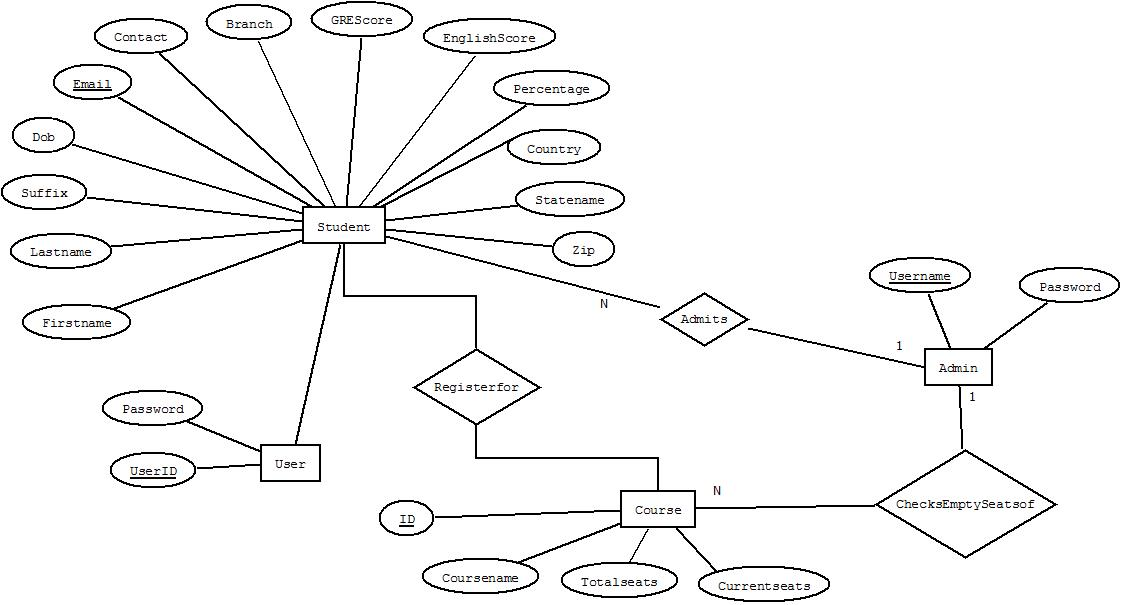 GREScore
Branch
Contact
EnglishScore
Email
Percentage
Dob
Country
Suffix
Statename
Student
Lastname
Zip
Username
Password
N
Admits
Firstname
1
Admin
Registerfor
1
Password
User
UserID
N
ChecksEmptySeatsof
Course
ID
Coursename
Totalseats
Currentseats